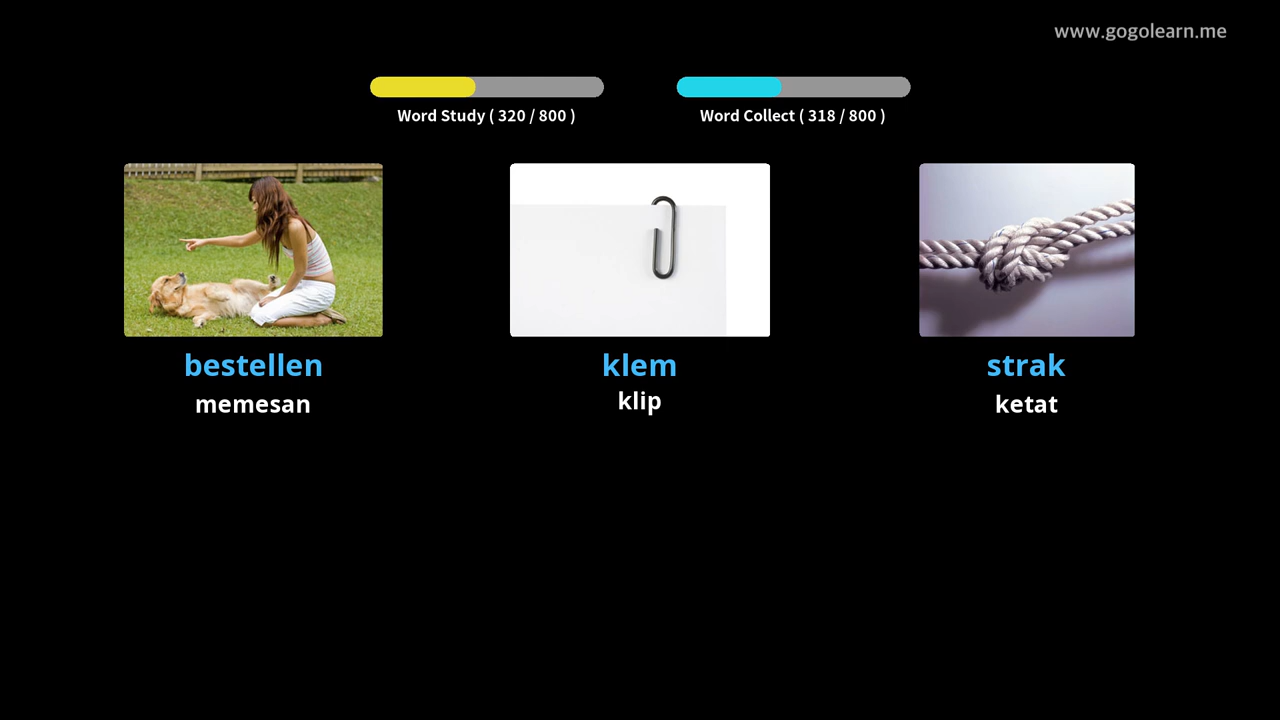 www.gogolearn.me
Word Study ( 320 / 800 )
Word Collect ( 318 / 800 )
bestellen
memesan
klem
klip
strak
ketat